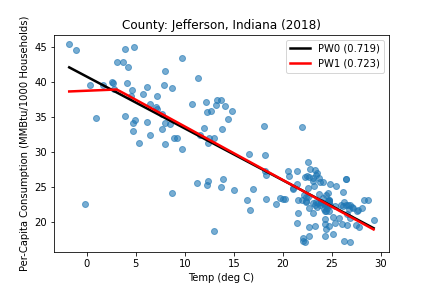 County: Jefferson, Indiana (2018)
PW0 (0.719)
PW1 (0.723)
Per-Capita Consumption (MMBtu/1000 Households)
45
40
35
30
25
20
0 5 10 15 20 25 30
Temp (deg C)